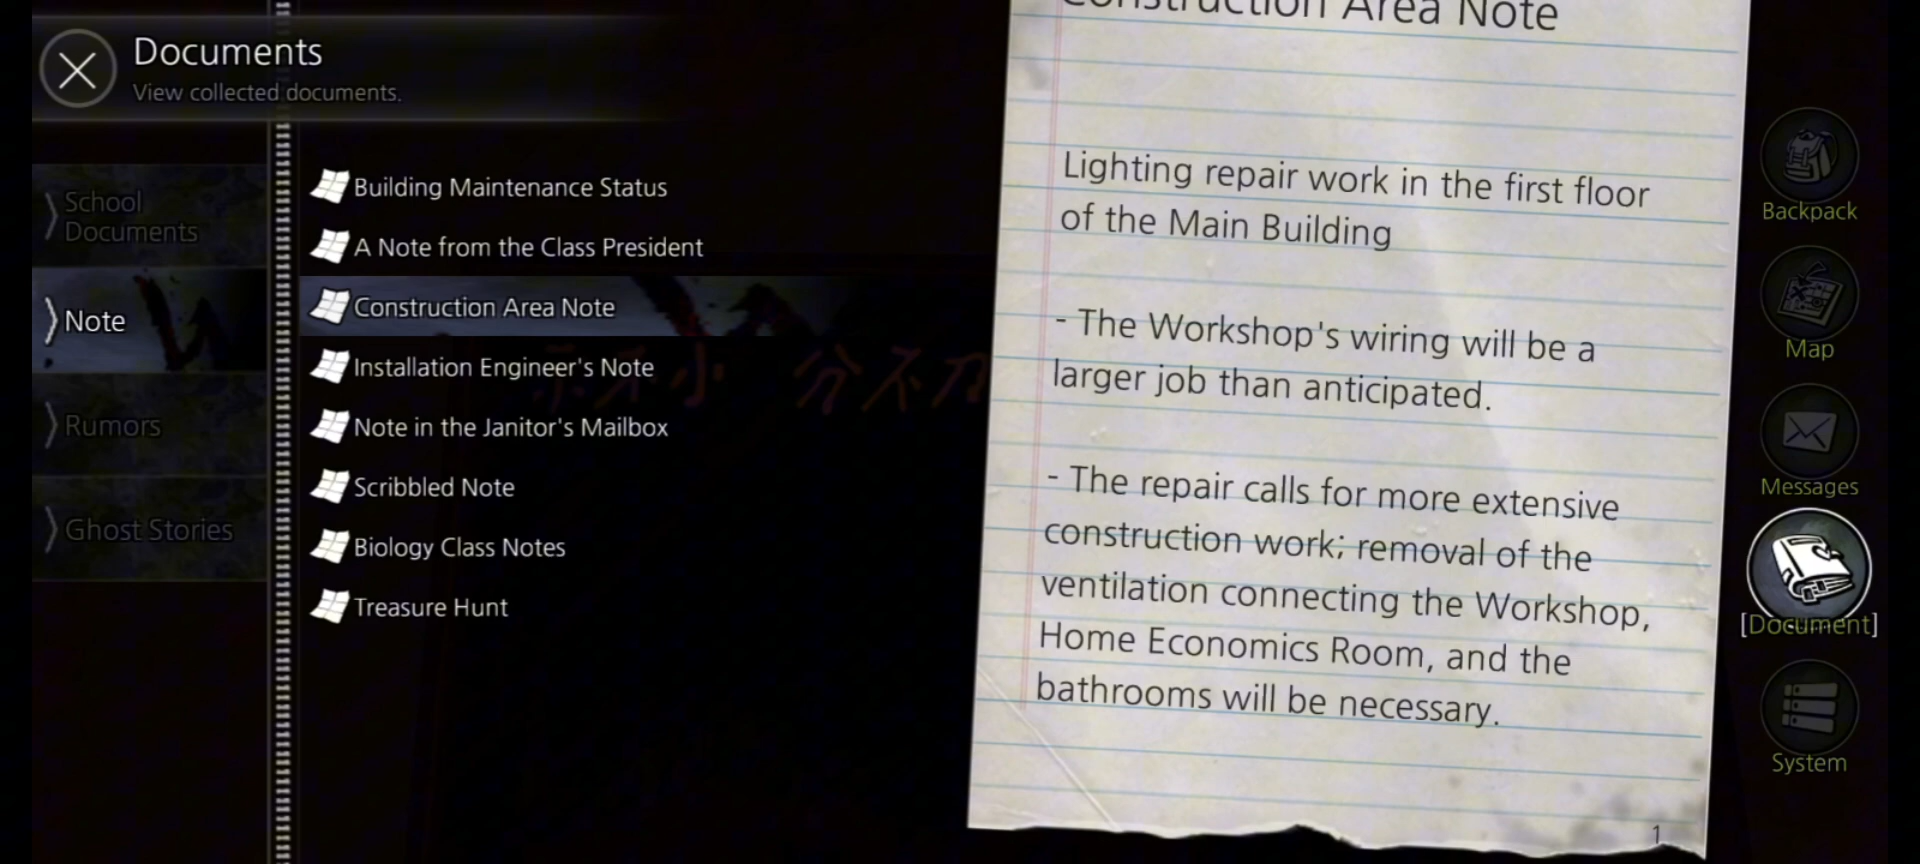 Documents
View collected documents.
School
Documents
Note
Rumors
Ghost Stories
Building Maintenance Status
A Note from the Class President
Construction Area Note
Installation Engineer's Note
Note in the Janitor's Mailbox
Scribbled Note
Biology Class Notes
Treasure Hunt
Construction Area Note
Lighting repair work in the first floor
of the Main Building
- The Workshop's wiring will be a
larger job than anticipated.
- The repair calls for more extensive
construction work; removal of the
ventilation connecting the Workshop,
Home Economics Room, and the
bathrooms will be necessary.
1
Backpack
Map
Messages
[Document]
System